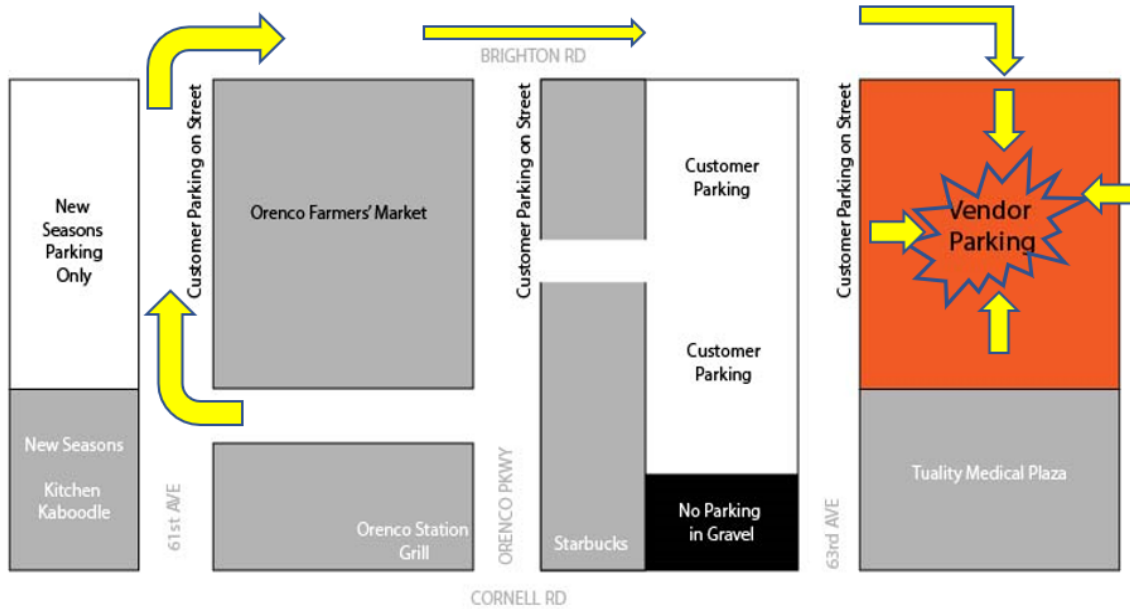 BRIGHTON RD
New
Seasons
Parking
Only
Customer Parking on Street
Orenco Farmers' Market
Customer Parking on Street
Customer
Parking
Customer
Parking
Customer Parking on Street
Vendor
Parking
New Seasons
Kitchen
Kaboodle
61st AVE
Orenco Station
Grill
ORENCO PKWY
Starbucks
No Parking
in Gravel
63rd AVE
Tuality Medical Plaza
CORNELL RD